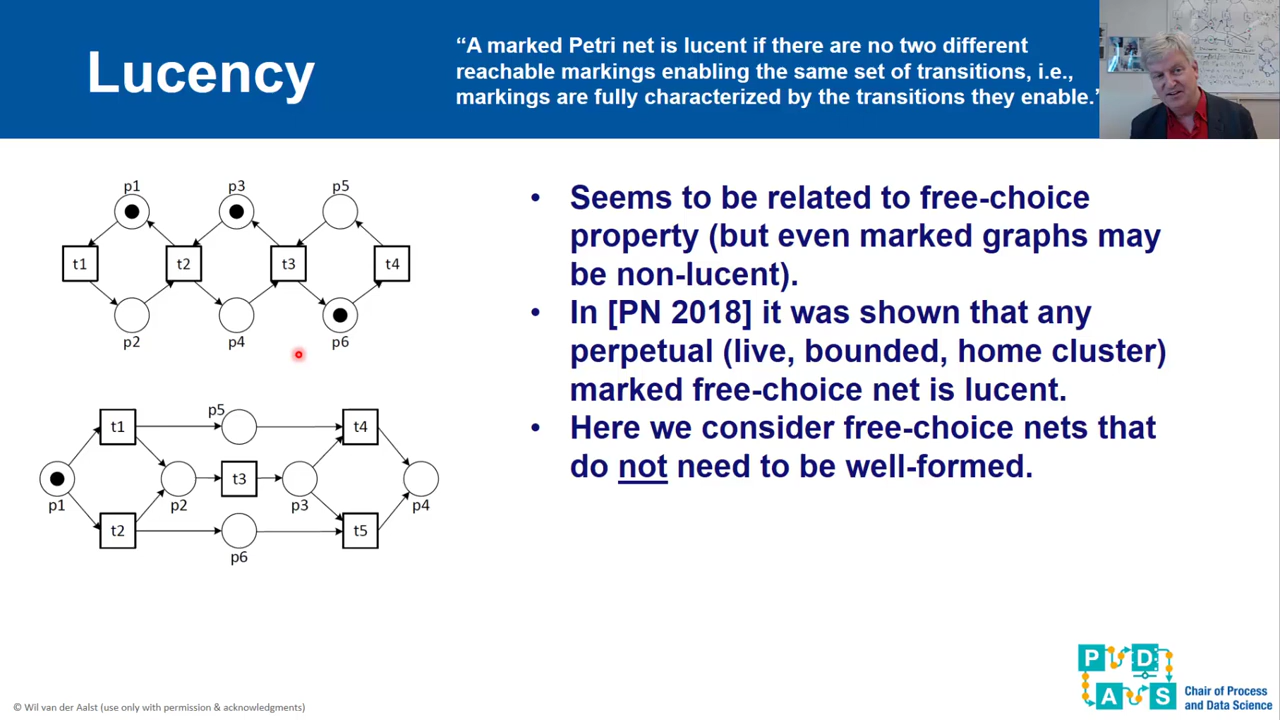 Lucency
“A marked Petri net is lucent if there are no two different
reachable markings enabling the same set of transitions, i.e.,
markings are fully characterized by the transitions they enable.”
p1 p3 p5
t1 t2 t3 t4
p2 p4 p6
p5
t1 t4
t3
p1 p2 p3 p4
t2 t5
p6
• Seems to be related to free-choice
property (but even marked graphs may
be non-lucent).
• In [PN 2018] it was shown that any
perpetual (live, bounded, home cluster)
marked free-choice net is lucent.
• Here we consider free-choice nets that
do not need to be well-formed.
P D
A S
Chair of Process
and Data Science
© Wil van der Aalst (use only with permission & acknowledgments)